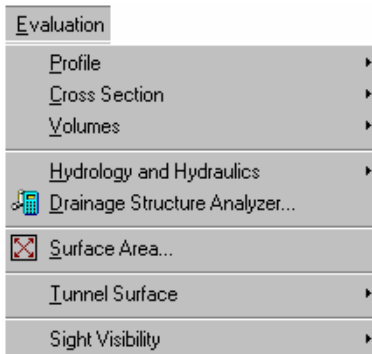 Evaluation
Profile
Cross Section
Volumes
Hydrology and Hydraulics
Drainage Structure Analyzer...
Surface Area...
Tunnel Surface
Sight Visibility